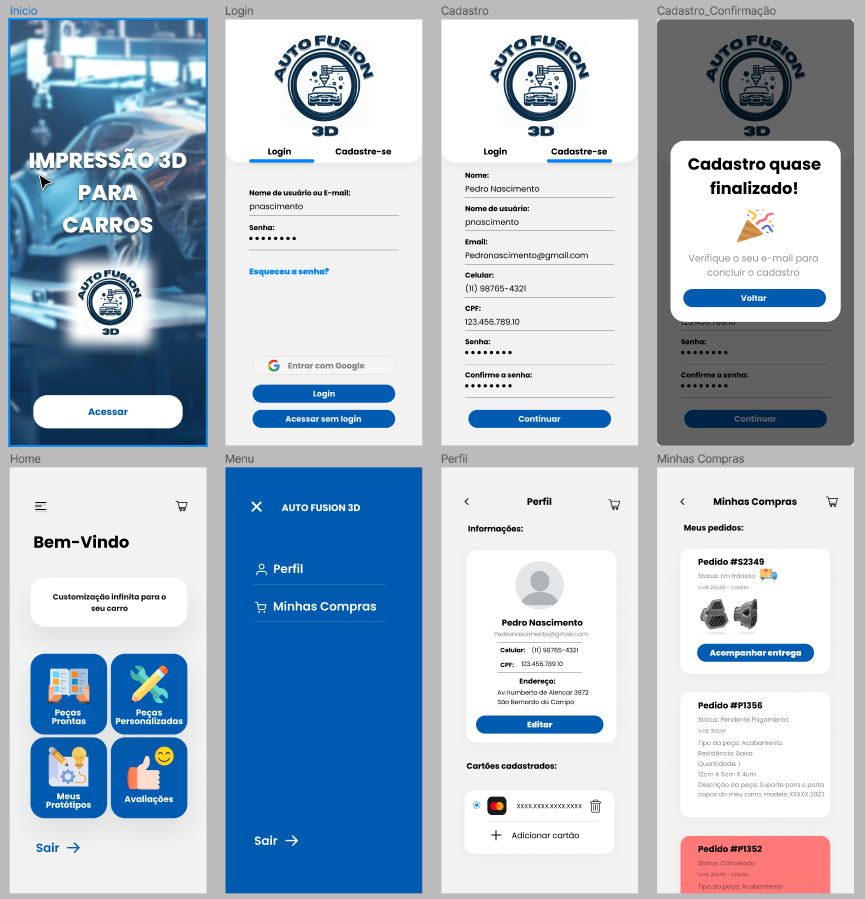 Inicio
IMPRESSÃO 3D
PARA
CARROS
AUTO FUSION
3D
Acessar
Login
AUTO FUSION
3D
Login
Cadastre-se
Nome de usuário ou E-mail:
pnascimento
Senha:
Esqueceu a senha?
Entrar com Google
Login
Acessar sem login
Cadastro
AUTO FUSION
3D
Login
Cadastre-se
Nome:
Pedro Nascimento
Nome de usuário:
pnascimento
Email:
Pedronascimento@gmail.com
Celular:
(11) 98765-4321
CPF:
123.456.789.10
Senha:
Confirme a senha:
Continuar
Cadastro_Confirmação
AUTO FUSION
3D
Cadastro quase
finalizado!
Verifique o seu e-mail para
concluir o cadastro
Voltar
123.456.789.10
Senha:
Confirme a senha:
Continuar
Home
Bem-Vindo
Customização infinita para o
seu carro
Peças
Prontas
Peças
Personalizadas
Meus
Protótipos
Avaliações
Sair
Menu
AUTO FUSION 3D
Perfil
Minhas Compras
Sair
Perfil
Perfil
Informações:
Pedro Nascimento
Pedronascimento@gmail.com
Celular: (11) 98765-4321
CPF: 123.456.789.10
Endereço:
Av.Humberto de Alencar 3972
São Bernardo do Campo
Editar
Cartões cadastrados:
xxxx.xxxx.xxxx.xxxx
Adicionar cartão
Minhas Compras
Minhas Compras
Meus pedidos:
Pedido #S2349
Status: Em trânsito
Acompanhar entrega
Pedido #P1356
Status: Pendente Pagamento
Tipo da peça: Acabamento
Resistência: Baixa
Quantidade: 1
12cm X 5cm X 4cm
Descrição da peça: Suporte para o porta
copos do meu carro, modelo XXXXX 2023
Pedido #P1352
Status: Cancelado
Tipo da peça: Acabamento